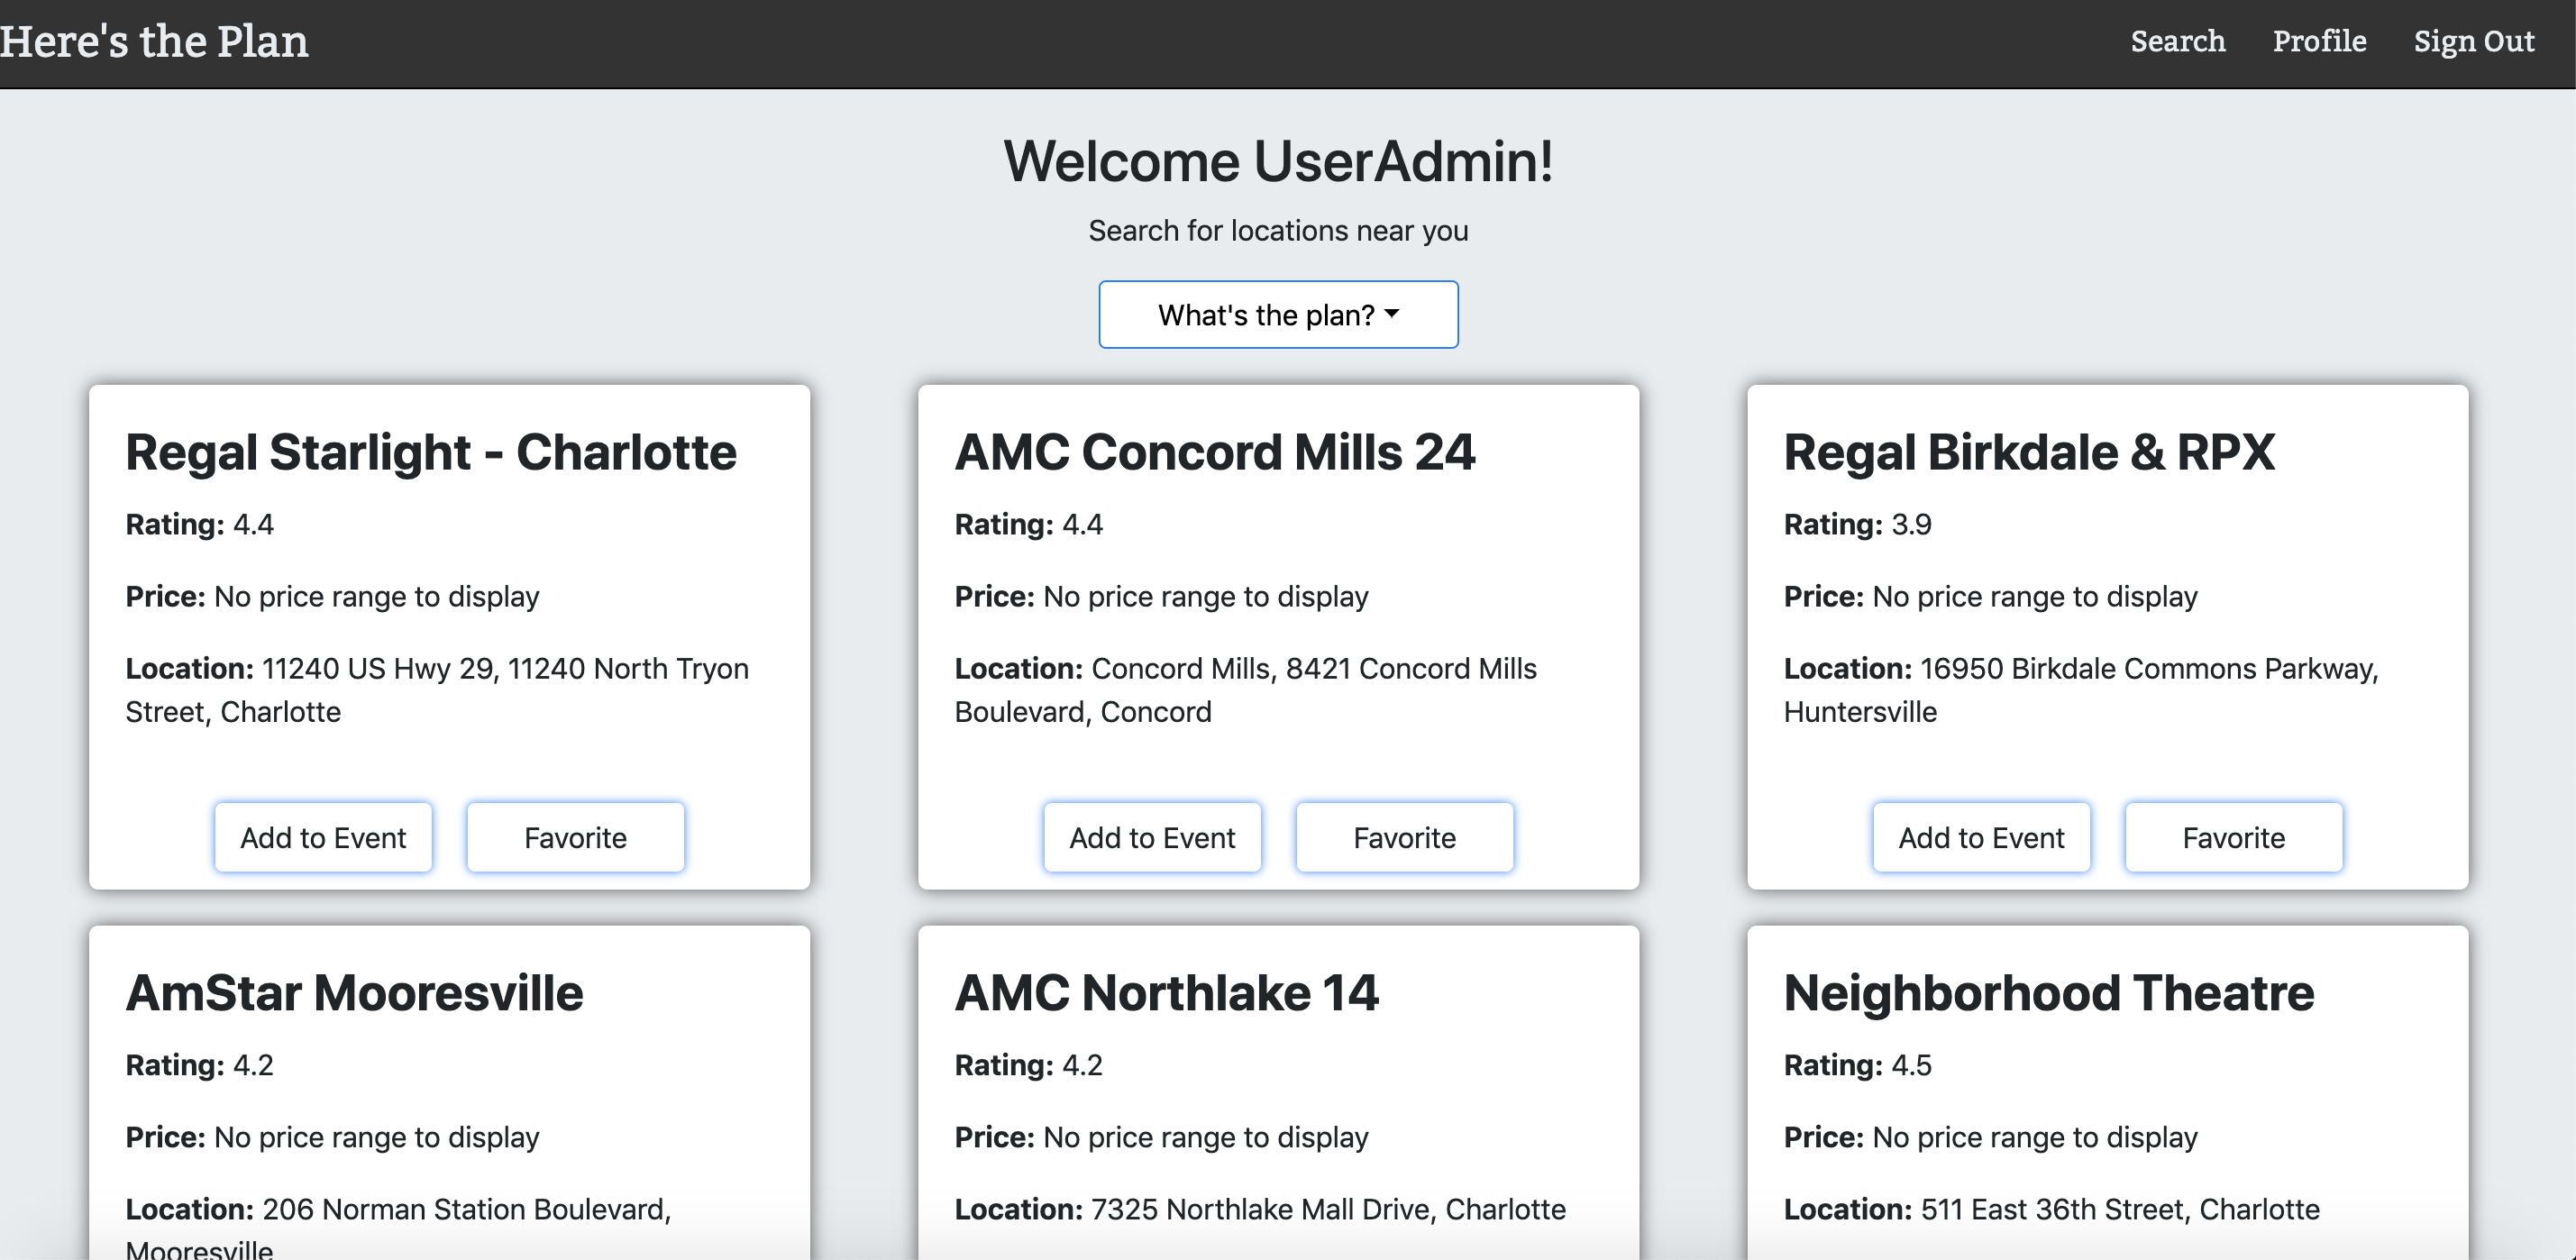 Here's the Plan
Search Profile Sign Out
Welcome UserAdmin!
Search for locations near you
What's the plan?
Regal Starlight - Charlotte
Rating: 4.4
Price: No price range to display
Location: 11240 US Hwy 29, 11240 North Tryon
Street, Charlotte
Add to Event Favorite
AMC Concord Mills 24
Rating: 4.4
Price: No price range to display
Location: Concord Mills, 8421 Concord Mills
Boulevard, Concord
Add to Event Favorite
Regal Birkdale & RPX
Rating: 3.9
Price: No price range to display
Location: 16950 Birkdale Commons Parkway,
Huntersville
Add to Event Favorite
AmStar Mooresville
Rating: 4.2
Price: No price range to display
Location: 206 Norman Station Boulevard,
Mooresville
AMC Northlake 14
Rating: 4.2
Price: No price range to display
Location: 7325 Northlake Mall Drive, Charlotte
Neighborhood Theatre
Rating: 4.5
Price: No price range to display
Location: 511 East 36th Street, Charlotte